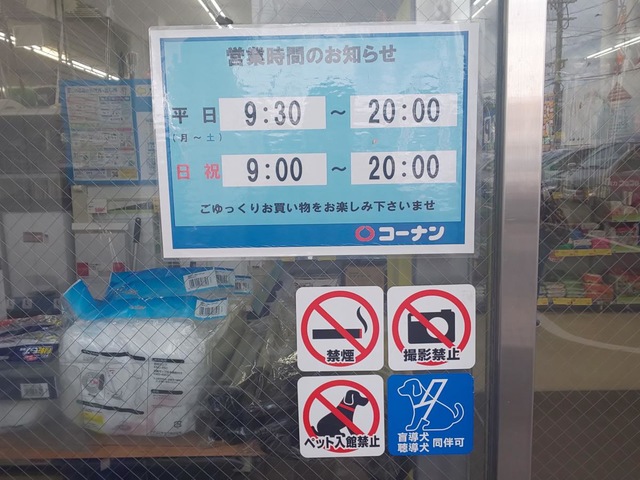 営業時間のお知らせ
平日 9:30 ～ 20:00
(月～土)
日祝 9:00 ～ 20:00
ごゆっくりお買い物をお楽しみ下さいませ
コーナン
禁煙
撮影禁止
ペット入館禁止
盲導犬
聴導犬 同伴可